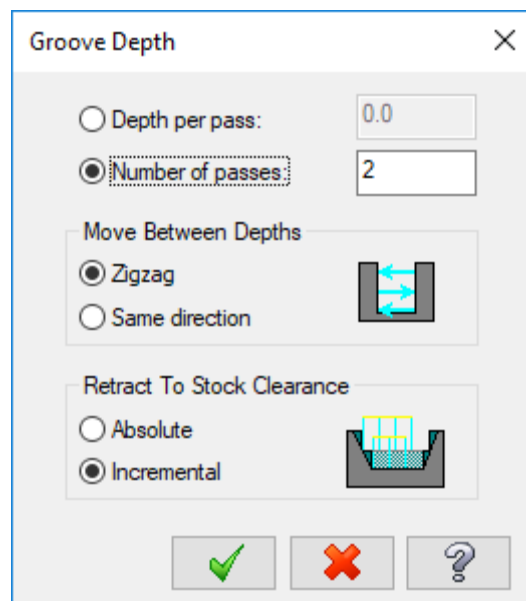 Groove Depth
Depth per pass: 0.0
Number of passes: 2
Move Between Depths
Zigzag
Same direction
Retract To Stock Clearance
Absolute
Incremental